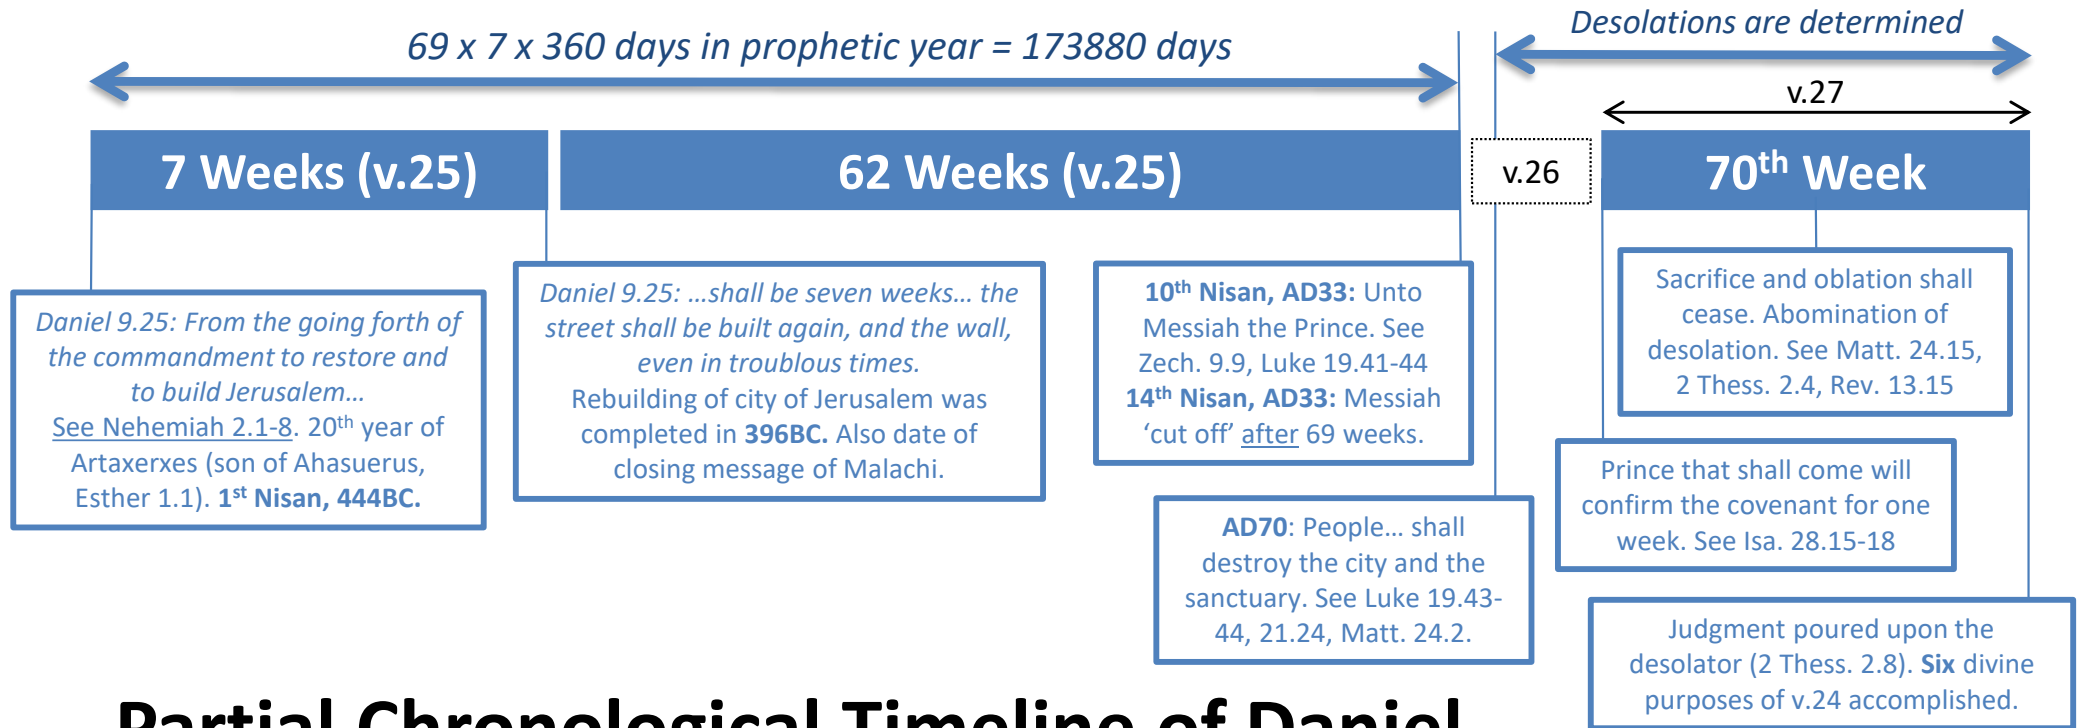 69 x 7 x 360 days in prophetic year = 173880 days
Desolations are determined
v.27
7 Weeks (v.25)
62 Weeks (v.25)
v.26
70th Week
Daniel 9.25: From the going forth of
the commandment to restore and
to build Jerusalem…
See Nehemiah 2.1-8. 20th year of
Artaxerxes (son of Ahasuerus,
Esther 1.1). 1st Nisan, 444BC.
Daniel 9.25: …shall be seven weeks… the
street shall be built again, and the wall,
even in troublous times.
Rebuilding of city of Jerusalem was
completed in 396BC. Also date of
closing message of Malachi.
10th Nisan, AD33: Unto
Messiah the Prince. See
Zech. 9.9, Luke 19.41-44
14th Nisan, AD33: Messiah
‘cut off’ after 69 weeks.
AD70: People… shall
destroy the city and the
sanctuary. See Luke 19.43-
44, 21.24, Matt. 24.2.
Sacrifice and oblation shall
cease. Abomination of
desolation. See Matt. 24.15,
2 Thess. 2.4, Rev. 13.15
Prince that shall come will
confirm the covenant for one
week. See Isa. 28.15-18
Judgment poured upon the
desolator (2 Thess. 2.8). Six divine
purposes of v.24 accomplished.
Partial Chronological Timeline of Daniel